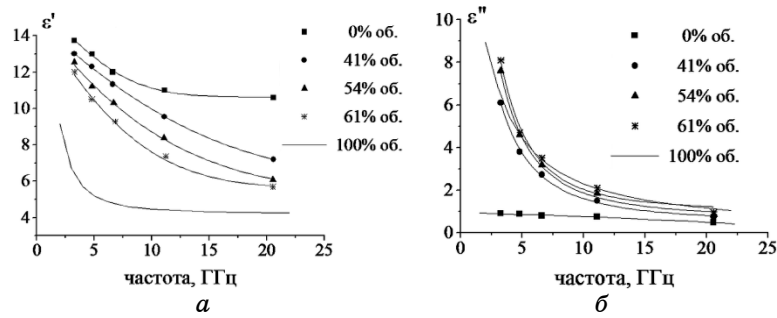 ε'
14
12
10
8
6
4
0 5 10 15 20 25
частота, ГГц
0% об.
41% об.
54% об.
61% об.
100% об.
а
ε''
10
8
6
4
2
0
0 5 10 15 20 25
частота, ГГц
0% об.
41% об.
54% об.
61% об.
100% об.
б